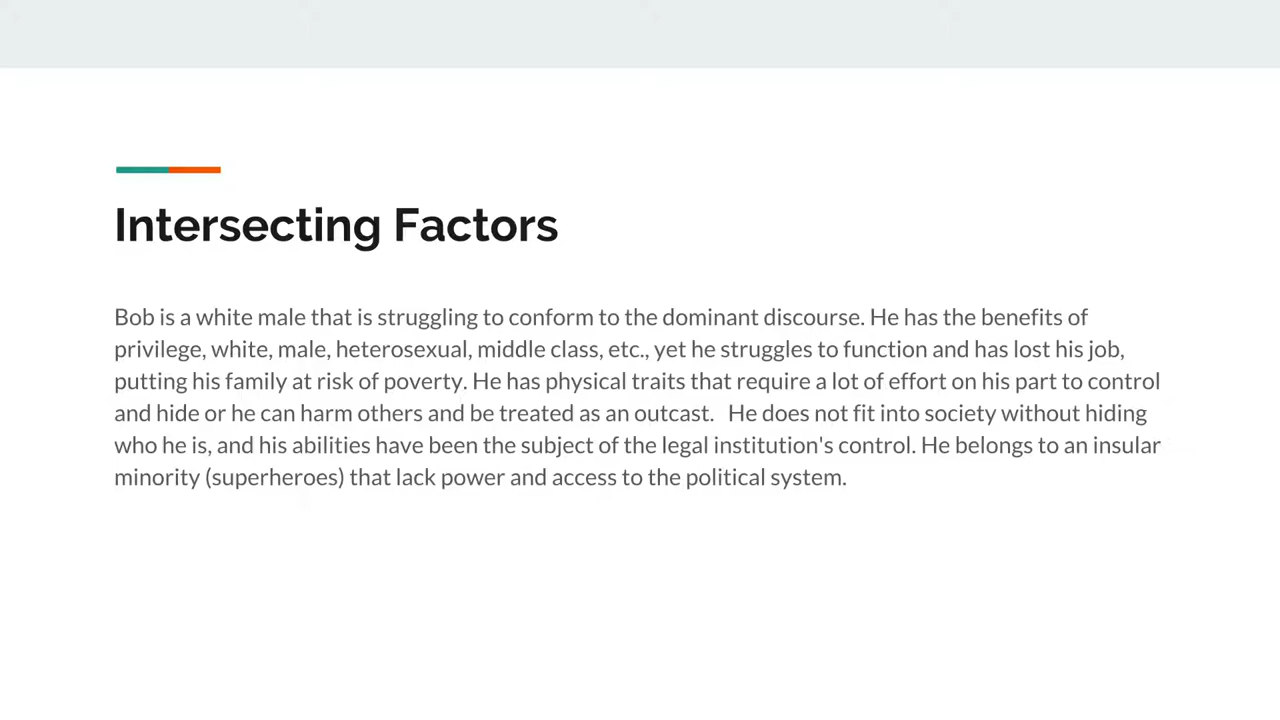 Intersecting Factors
Bob is a white male that is struggling to conform to the dominant discourse. He has the benefits of
privilege, white, male, heterosexual, middle class, etc., yet he struggles to function and has lost his job,
putting his family at risk of poverty. He has physical traits that require a lot of effort on his part to control
and hide or he can harm others and be treated as an outcast.   He does not fit into society without hiding
who he is, and his abilities have been the subject of the legal institution's control. He belongs to an insular
minority (superheroes) that lack power and access to the political system.